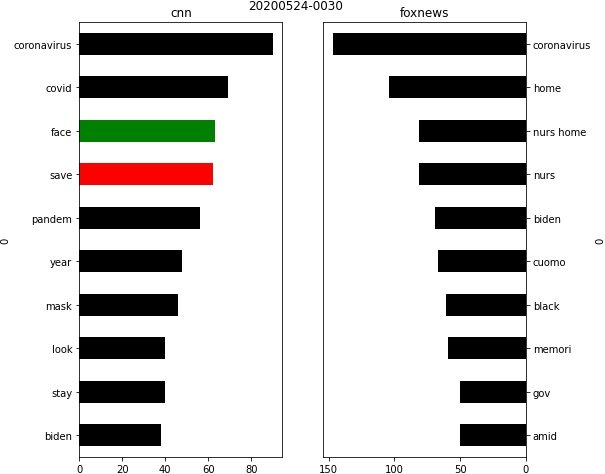 20200524-0030
cnn
foxnews
coronavirus
covid
face
save
pandem
year
mask
look
stay
biden
0
0 20 40 60 80
coronavirus
home
nurs home
nurs
biden
cuomo
black
memori
gov
amid
0
150 100 50 0